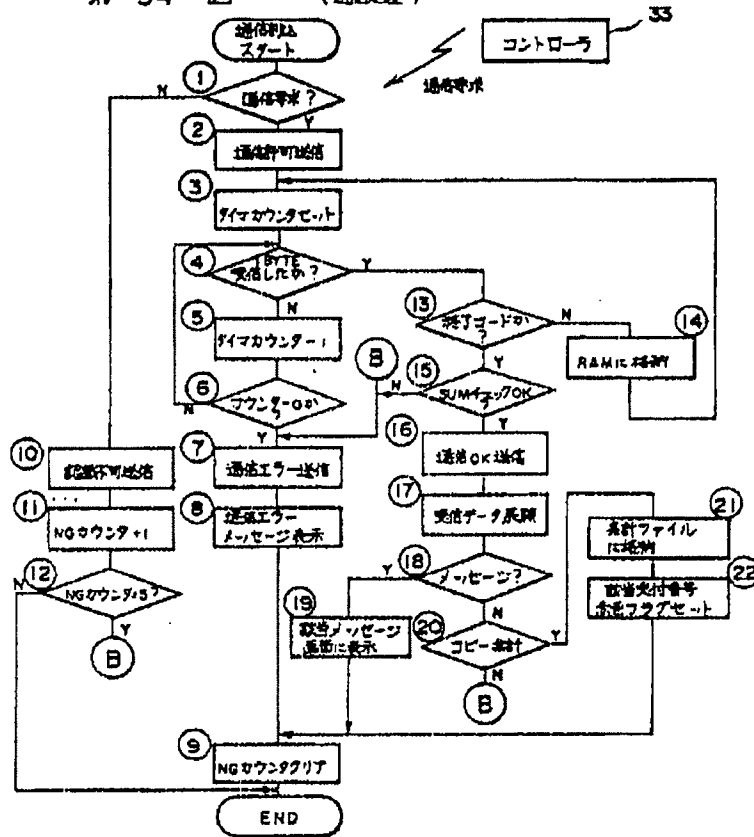 第 34 図
33
コントローラ
通信要求
通信割込
スタート
①
通信要求?
N
Y
②
通信許可送信
③
タイマカウンタセット
④
1BYTE
受信したか?
Y
N
⑤
タイマカウンタ-1
⑥
カウンタ=0か
?
N
Y
⑦
通信エラー送信
⑧
通信エラー
メッセージ表示
⑨
NGカウンタクリア
END
⑩
不可送信
⑪
NGカウンタ+1
⑫
NGカウンタ=5?
N
Y
B
⑬
終了コードか
?
N
Y
⑭
RAMに格納
⑮
SUMチェックOK
?
N
Y
B
⑯
通信OK送信
⑰
受信データ展開
⑱
メッセージ?
Y
N
⑲
該当メッセージ
画面に表示
⑳
コピー集計
Y
N
B
21
集計ファイル
に格納
22
該当受付番号
フラグセット